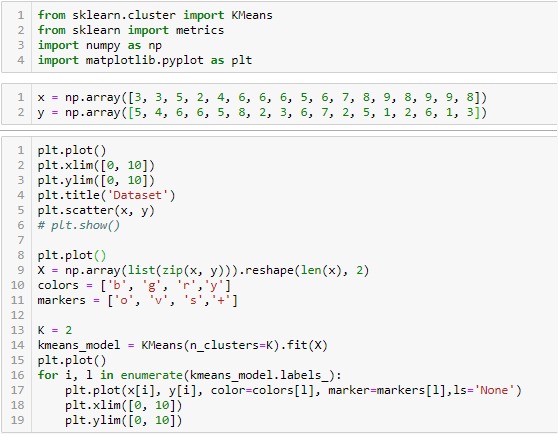 1 from sklearn.cluster import KMeans
2 from sklearn import metrics
3 import numpy as np
4 import matplotlib.pyplot as plt
1 x = np.array([3, 3, 5, 2, 4, 6, 6, 6, 5, 6, 7, 8, 9, 8, 9, 9, 8])
2 y = np.array([5, 4, 6, 6, 5, 8, 2, 3, 6, 7, 2, 5, 1, 2, 6, 1, 3])
1 plt.plot()
2 plt.xlim([0, 10])
3 plt.ylim([0, 10])
4 plt.title('Dataset')
5 plt.scatter(x, y)
6 # plt.show()
7
8 plt.plot()
9 X = np.array(list(zip(x, y))).reshape(len(x), 2)
10 colors = ['b', 'g', 'r','y']
11 markers = ['o', 'v', 's','+']
12
13 K = 2
14 kmeans_model = KMeans(n_clusters=K).fit(X)
15 plt.plot()
16 for i, l in enumerate(kmeans_model.labels_):
17     plt.plot(x[i], y[i], color=colors[l], marker=markers[l],ls='None')
18     plt.xlim([0, 10])
19     plt.ylim([0, 10])